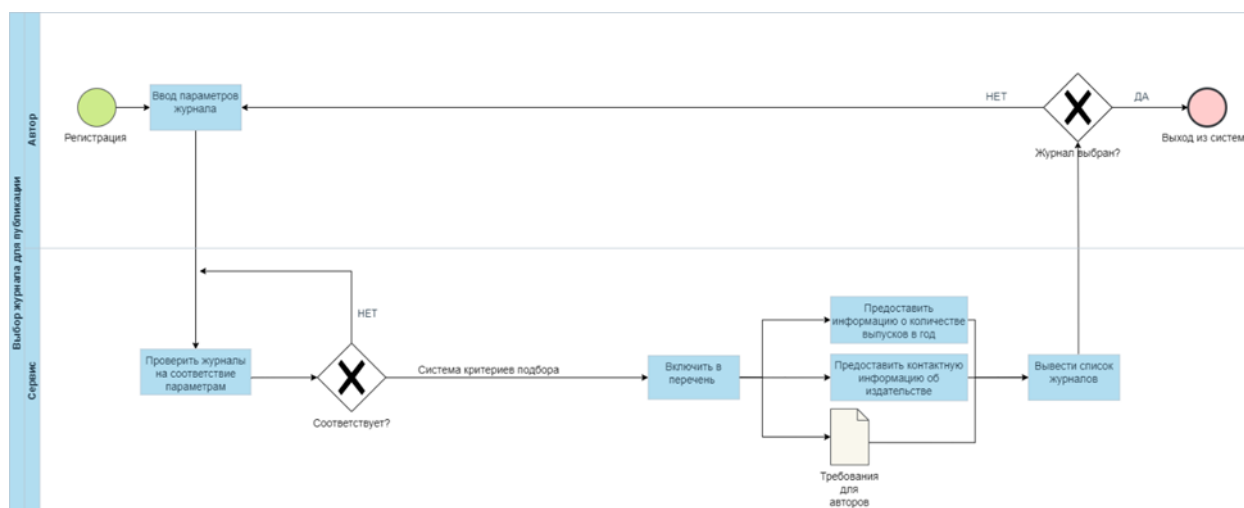 Выбор журнала для публикации
Автор
Сервис
Регистрация
Ввод параметров
журнала
НЕТ
ДА
Журнал выбран?
Выход из систем
НЕТ
Проверить журналы
на соответствие
параметрам
Соответствует?
Система критериев подбора
Включить в
перечень
Предоставить
информацию о количестве
выпусков в год
Предоставить контактную
информацию об
издательстве
Требования
для
авторов
Вывести список
журналов